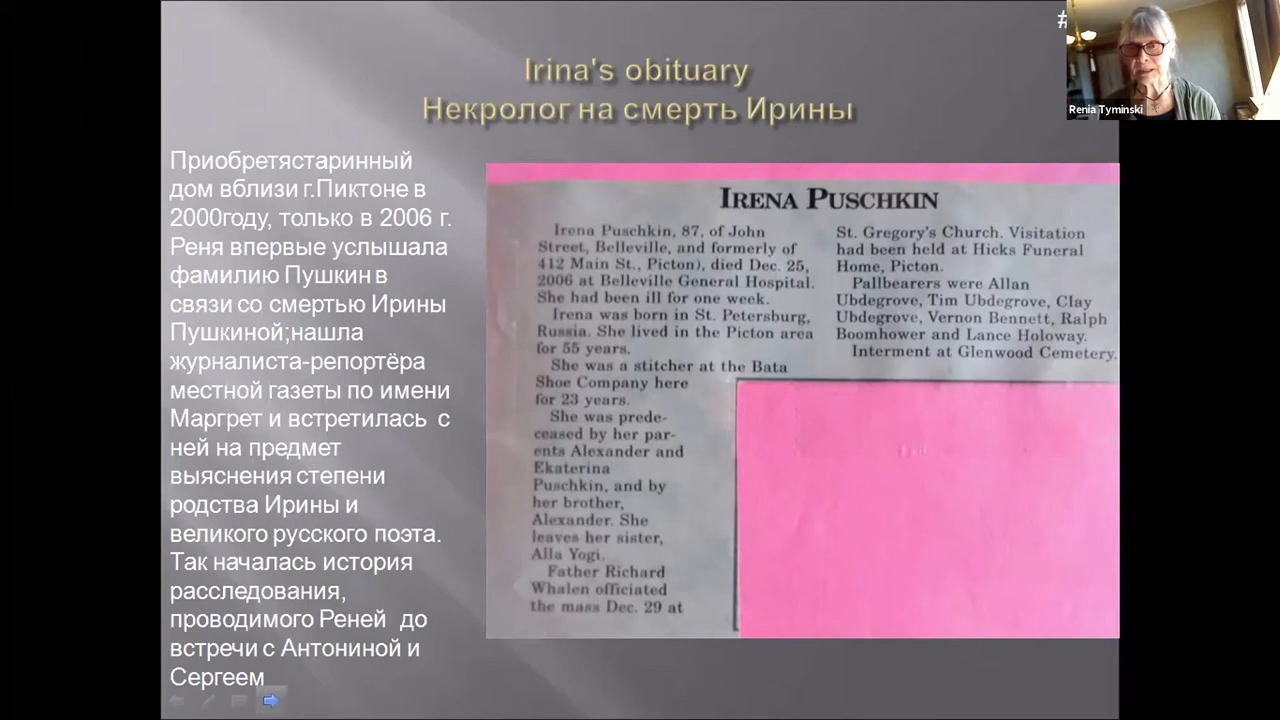 #
Renia Tyminski
Irina's obituary
Некролог на смерть Ирины
Приобретястаринный
дом вблизи г.Пиктоне в
2000году, только в 2006 г.
Реня впервые услышала
фамилию Пушкин в
связи со смертью Ирины
Пушкиной;нашла
журналиста-репортёра
местной газеты по имени
Маргрет и встретилась с
ней на предмет
выяснения степени
родства Ирины и
великого русского поэта.
Так началась история
расследования,
проводимого Реней до
встречи с Антониной и
Сергеем
IRENA PUSCHKIN
Irena Puschkin, 87, of John
Street, Belleville, and formerly of
412 Main St., Picton), died Dec. 25,
2006 at Belleville General Hospital.
She had been ill for one week.
Irena was born in St. Petersburg,
Russia. She lived in the Picton area
for 55 years.
She was a stitcher at the Bata
Shoe Company here
for 23 years.
She was prede-
ceased by her par-
ents Alexander and
Ekaterina
Puschkin, and by
her brother,
Alexander. She
leaves her sister,
Alla Yogi.
Father Richard
Whalen officiated
the mass Dec. 29 at
St. Gregory's Church. Visitation
had been held at Hicks Funeral
Home, Picton.
Pallbearers were Allan
Ubdegrove, Tim Ubdegrove, Clay
Ubdegrove, Vernon Bennett, Ralph
Boomhower and Lance Holoway.
Interment at Glenwood Cemetery.